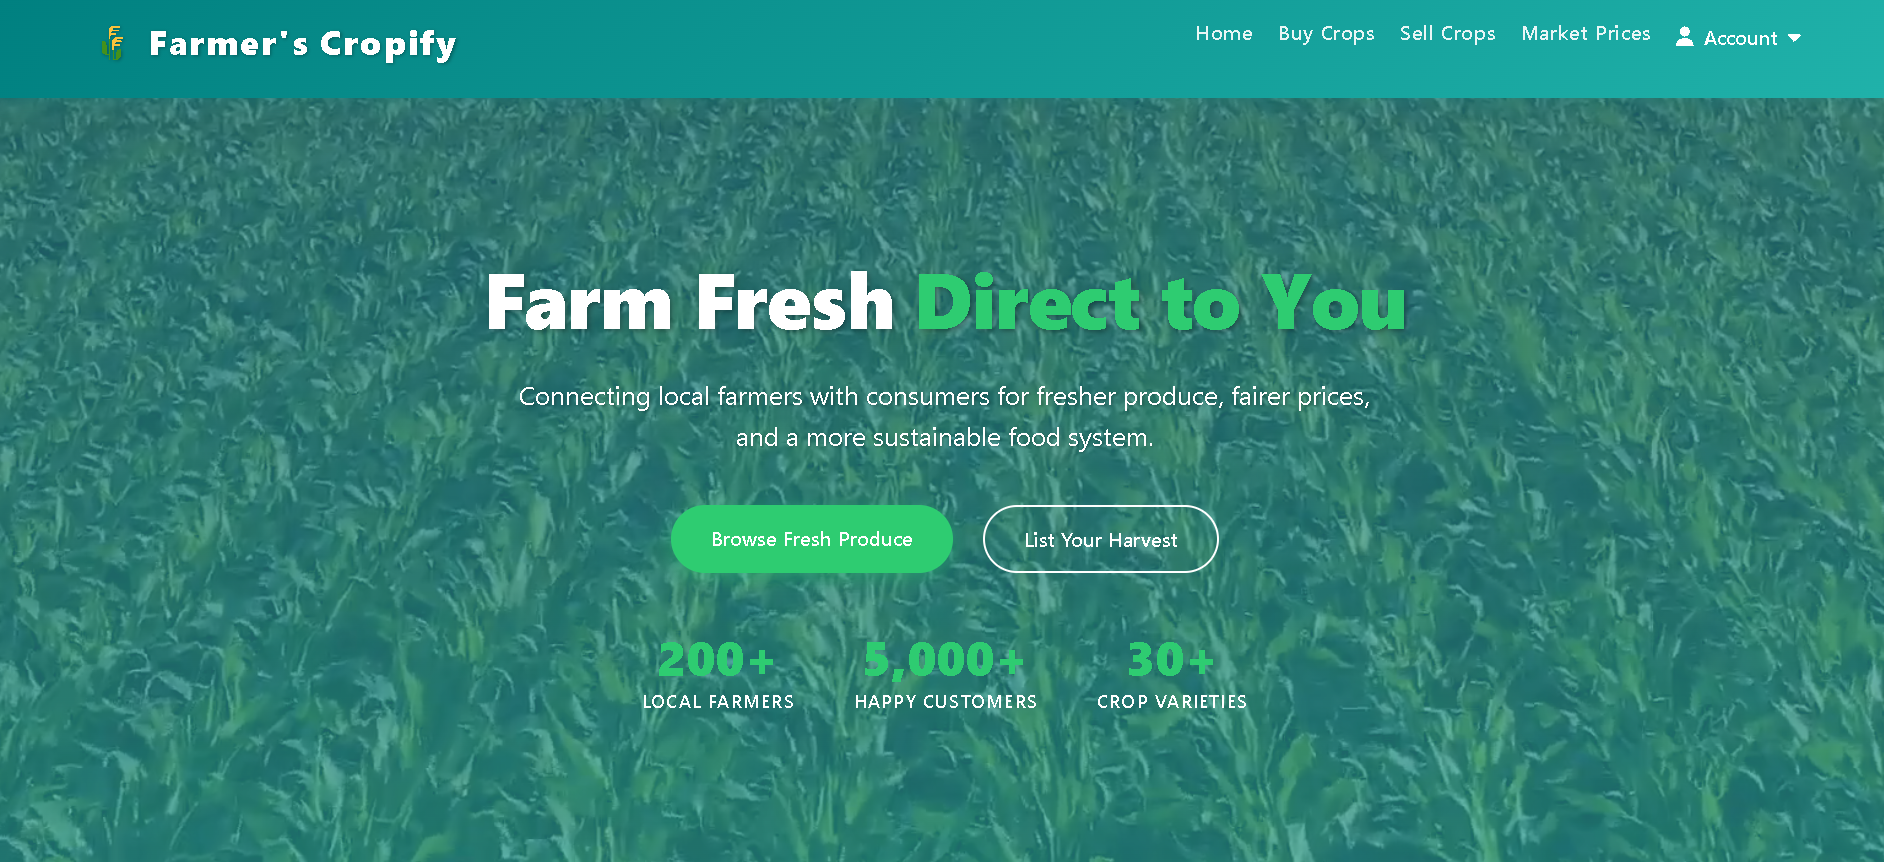 Farmer's Cropify
Home
Buy Crops
Sell Crops
Market Prices
Account
Farm Fresh Direct to You
Connecting local farmers with consumers for fresher produce, fairer prices,
and a more sustainable food system.
Browse Fresh Produce
List Your Harvest
200+
LOCAL FARMERS
5,000+
HAPPY CUSTOMERS
30+
CROP VARIETIES